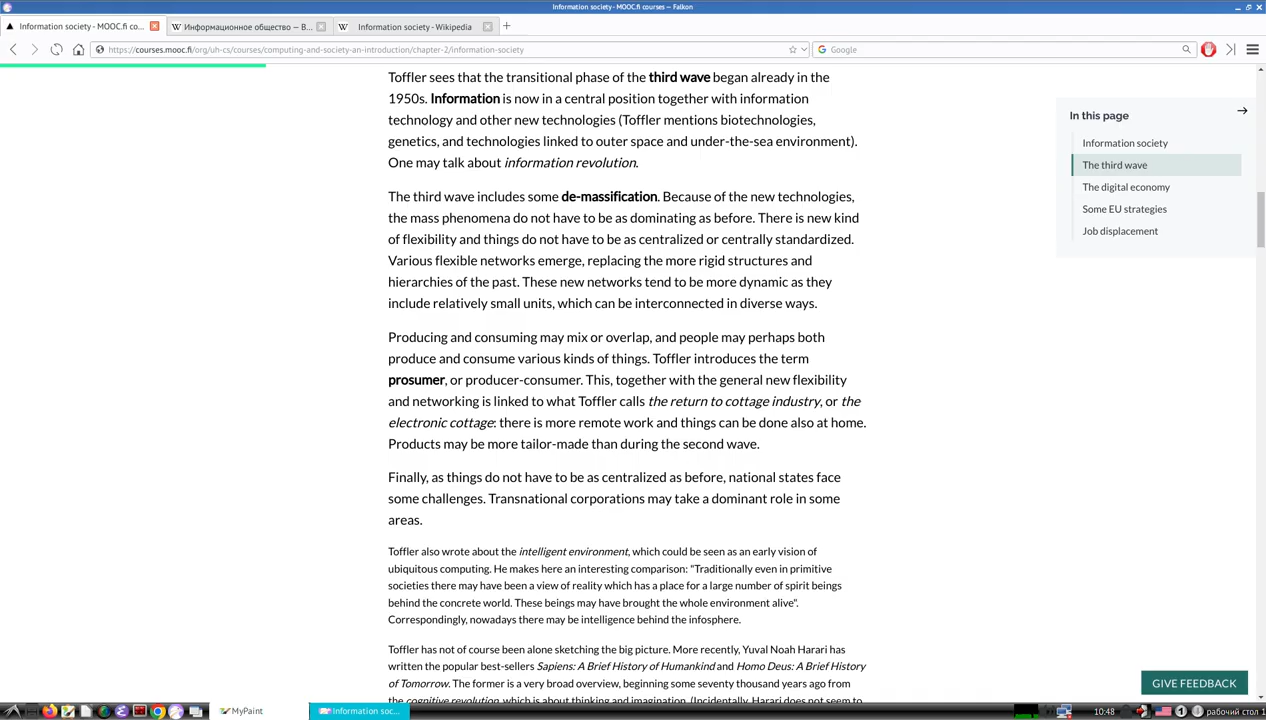 Information society - MOOC.fi courses — Falkon
Information society - MOOC.fi co...
Информационное общество — В...
Information society - Wikipedia
https://courses.mooc.fi/org/uh-cs/courses/computing-and-society-an-introduction/chapter-2/information-society
Google
Toffler sees that the transitional phase of the third wave began already in the
1950s. Information is now in a central position together with information
technology and other new technologies (Toffler mentions biotechnologies,
genetics, and technologies linked to outer space and under-the-sea environment).
One may talk about information revolution.
The third wave includes some de-massification. Because of the new technologies,
the mass phenomena do not have to be as dominating as before. There is new kind
of flexibility and things do not have to be as centralized or centrally standardized.
Various flexible networks emerge, replacing the more rigid structures and
hierarchies of the past. These new networks tend to be more dynamic as they
include relatively small units, which can be interconnected in diverse ways.
Producing and consuming may mix or overlap, and people may perhaps both
produce and consume various kinds of things. Toffler introduces the term
prosumer, or producer-consumer. This, together with the general new flexibility
and networking is linked to what Toffler calls the return to cottage industry, or the
electronic cottage: there is more remote work and things can be done also at home.
Products may be more tailor-made than during the second wave.
Finally, as things do not have to be as centralized as before, national states face
some challenges. Transnational corporations may take a dominant role in some
areas.
Toffler also wrote about the intelligent environment, which could be seen as an early vision of
ubiquitous computing. He makes here an interesting comparison: "Traditionally even in primitive
societies there may have been a view of reality which has a place for a large number of spirit beings
behind the concrete world. These beings may have brought the whole environment alive".
Correspondingly, nowadays there may be intelligence behind the infosphere.
Toffler has not of course been alone sketching the big picture. More recently, Yuval Noah Harari has
written the popular best-sellers Sapiens: A Brief History of Humankind and Homo Deus: A Brief History
of Tomorrow. The former is a very broad overview, beginning some seventy thousand years ago from
the cognitive revolution, which is about thinking and imagination. (Incidentally, Harari does not seem to
In this page
Information society
The third wave
The digital economy
Some EU strategies
Job displacement
GIVE FEEDBACK
MyPaint
Information soc...
10:48
рабочий стол 1